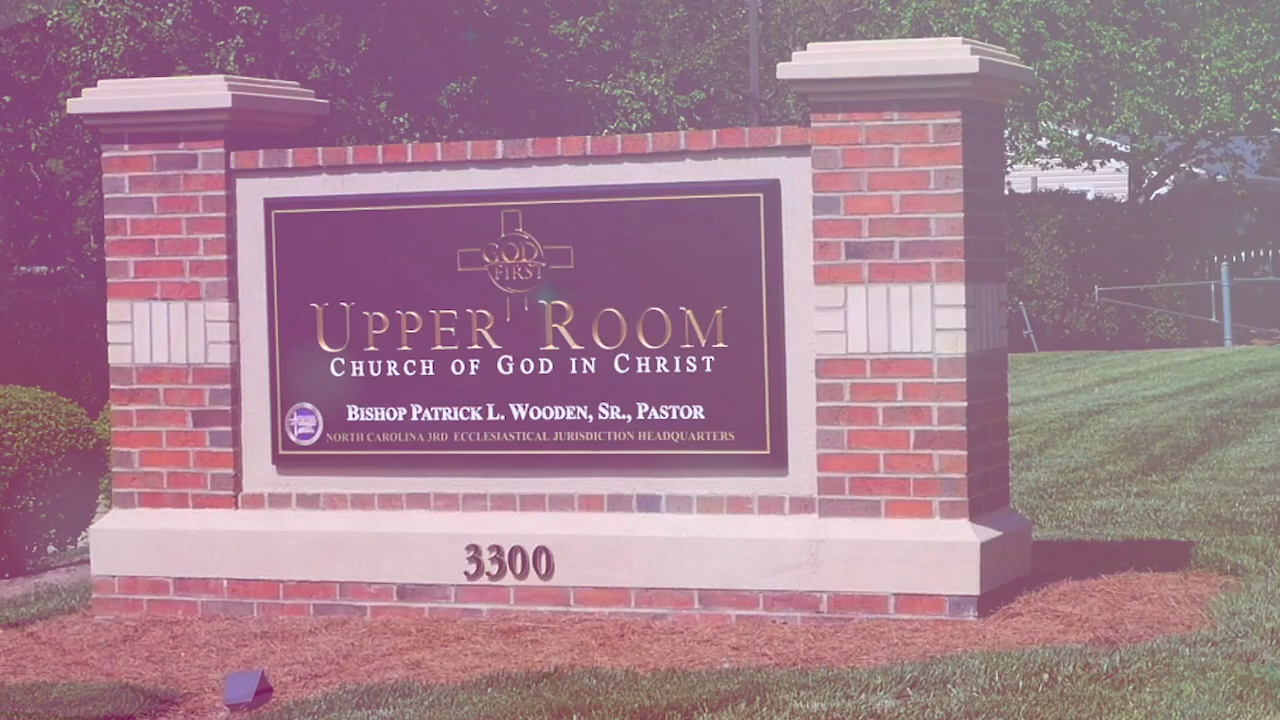 GOD
FIRST
UPPER ROOM
CHURCH OF GOD IN CHRIST
BISHOP PATRICK L. WOODEN, SR., PASTOR
NORTH CAROLINA 3RD ECCLESIASTICAL JURISDICTION HEADQUARTERS
3300